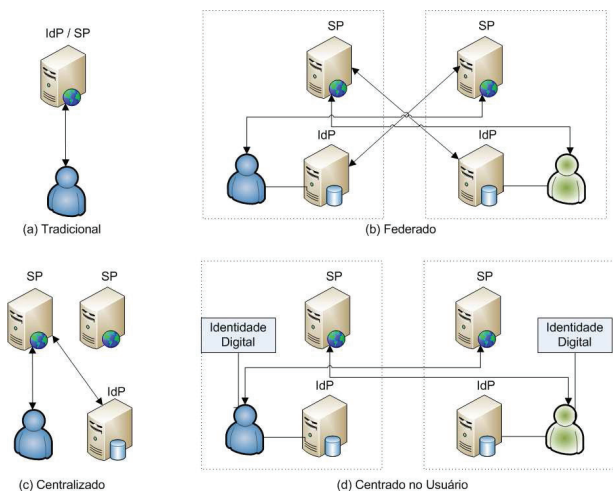 IdP / SP
(a) Tradicional
SP
SP
IdP
IdP
(b) Federado
SP
SP
IdP
(c) Centralizado
SP
SP
Identidade
Digital
Identidade
Digital
IdP
IdP
(d) Centrado no Usuário